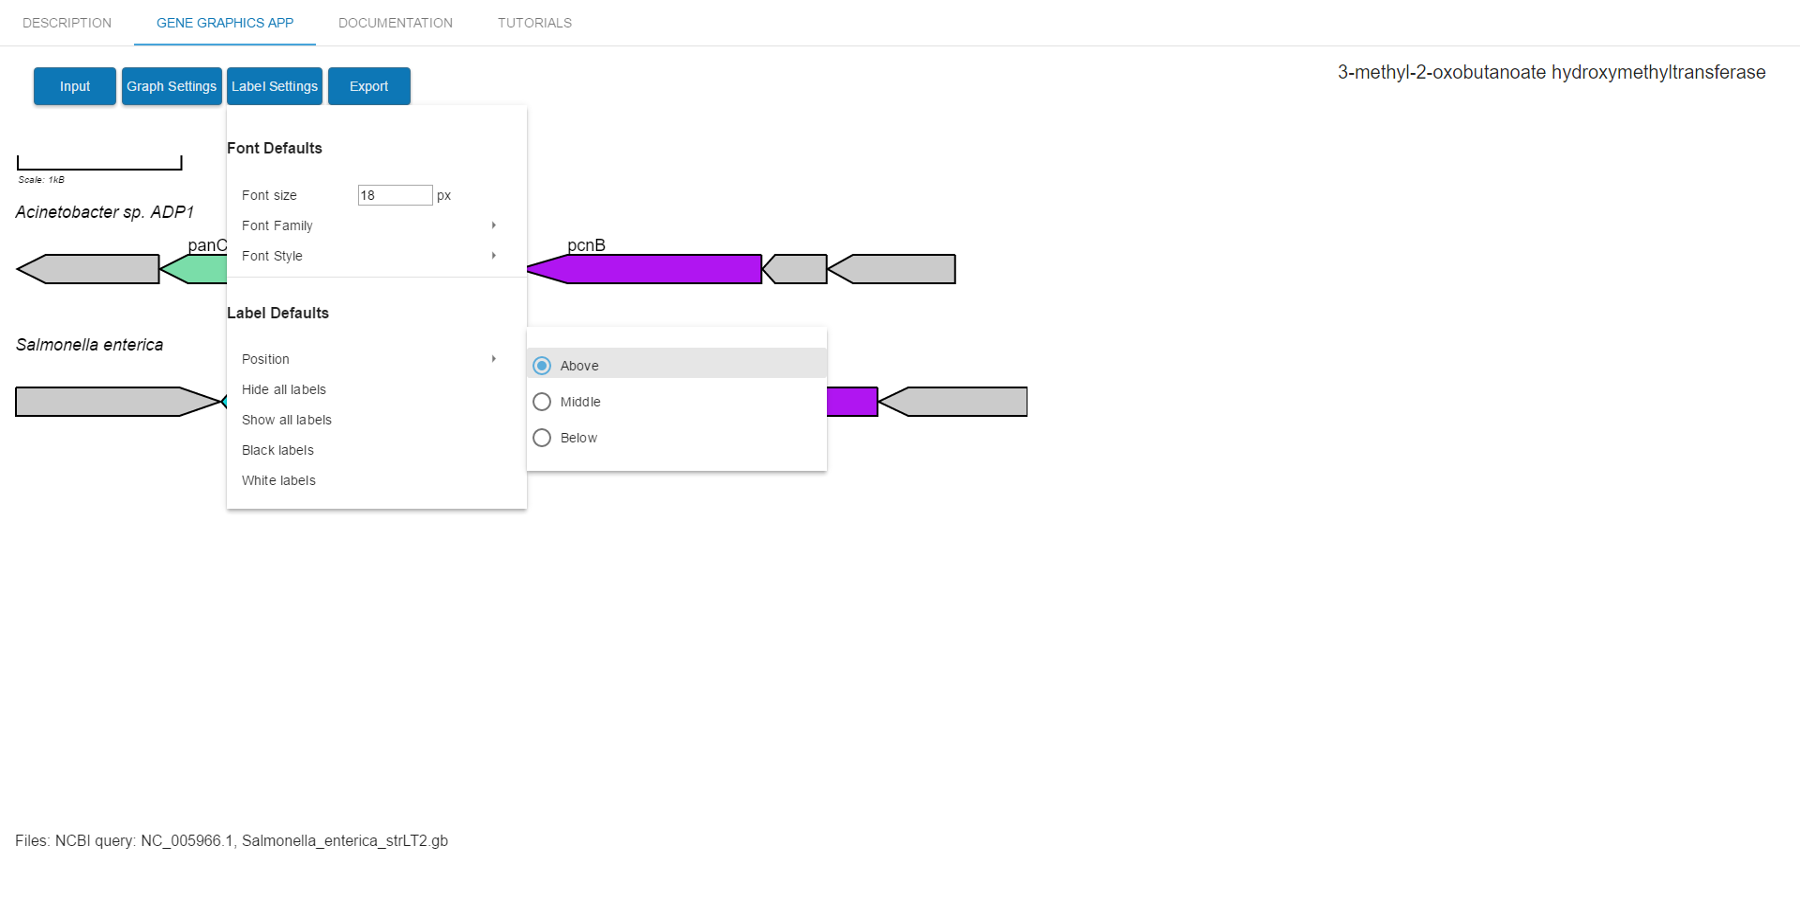 DESCRIPTION GENE GRAPHICS APP DOCUMENTATION TUTORIALS
Input Graph Settings Label Settings Export
3-methyl-2-oxobutanoate hydroxymethyltransferase
Font Defaults
Scale: 1kB
Font size 18 px
Acinetobacter sp. ADP1
Font Family
panC
pcnB
Font Style
Label Defaults
Salmonella enterica
Position
Above
Hide all labels
Middle
Show all labels
Below
Black labels
White labels
Files: NCBI query: NC_005966.1, Salmonella_enterica_strLT2.gb